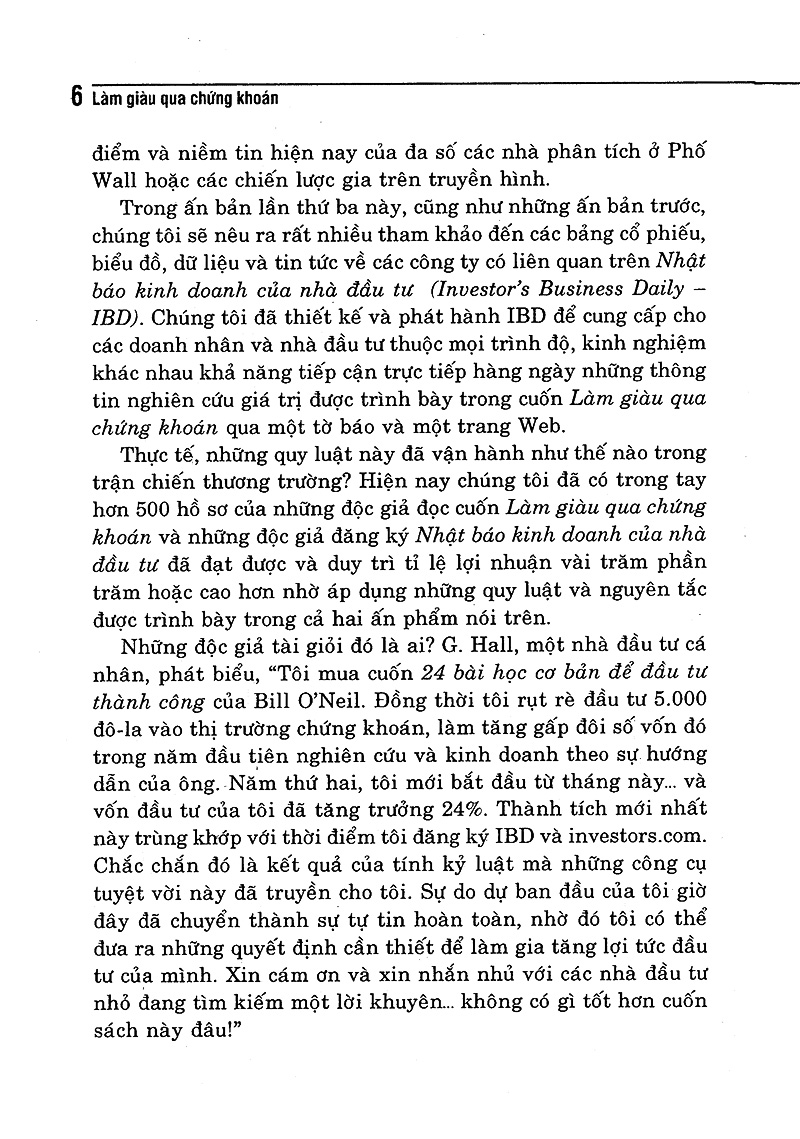 6 Làm giàu qua chứng khoán
điểm và niềm tin hiện nay của đa số các nhà phân tích ở Phố
Wall hoặc các chiến lược gia trên truyền hình.
Trong ấn bản lần thứ ba này, cũng như những ấn bản trước,
chúng tôi sẽ nêu ra rất nhiều tham khảo đến các bảng cổ phiếu,
biểu đồ, dữ liệu và tin tức về các công ty có liên quan trên Nhật
báo kinh doanh của nhà đầu tư (Investor's Business Daily –
IBD). Chúng tôi đã thiết kế và phát hành IBD để cung cấp cho
các doanh nhân và nhà đầu tư thuộc mọi trình độ, kinh nghiệm
khác nhau khả năng tiếp cận trực tiếp hàng ngày những thông
tin nghiên cứu giá trị được trình bày trong cuốn Làm giàu qua
chứng khoán qua một tờ báo và một trang Web.
Thực tế, những quy luật này đã vận hành như thế nào trong
trận chiến thương trường? Hiện nay chúng tôi đã có trong tay
hơn 500 hồ sơ của những độc giả đọc cuốn Làm giàu qua chứng
khoán và những độc giả đăng ký Nhật báo kinh doanh của nhà
đầu tư đã đạt được và duy trì tỉ lệ lợi nhuận vài trăm phần
trăm hoặc cao hơn nhờ áp dụng những quy luật và nguyên tắc
được trình bày trong cả hai ấn phẩm nói trên.
Những độc giả tài giỏi đó là ai? G. Hall, một nhà đầu tư cá
nhân, phát biểu, “Tôi mua cuốn 24 bài học cơ bản để đầu tư
thành công của Bill O’Neil. Đồng thời tôi rụt rè đầu tư 5.000
đô-la vào thị trường chứng khoán, làm tăng gấp đôi số vốn đó
trong năm đầu tiên nghiên cứu và kinh doanh theo sự hướng
dẫn của ông. Năm thứ hai, tôi mới bắt đầu từ tháng này... và
vốn đầu tư của tôi đã tăng trưởng 24%. Thành tích mới nhất
này trùng khớp với thời điểm tôi đăng ký IBD và investors.com.
Chắc chắn đó là kết quả của tính kỷ luật mà những công cụ
tuyệt vời này đã truyền cho tôi. Sự do dự ban đầu của tôi giờ
đây đã chuyển thành sự tự tin hoàn toàn, nhờ đó tôi có thể
đưa ra những quyết định cần thiết để làm gia tăng lợi tức đầu
tư của mình. Xin cám ơn và xin nhắn nhủ với các nhà đầu tư
nhỏ đang tìm kiếm một lời khuyên... không có gì tốt hơn cuốn
sách này đâu!”